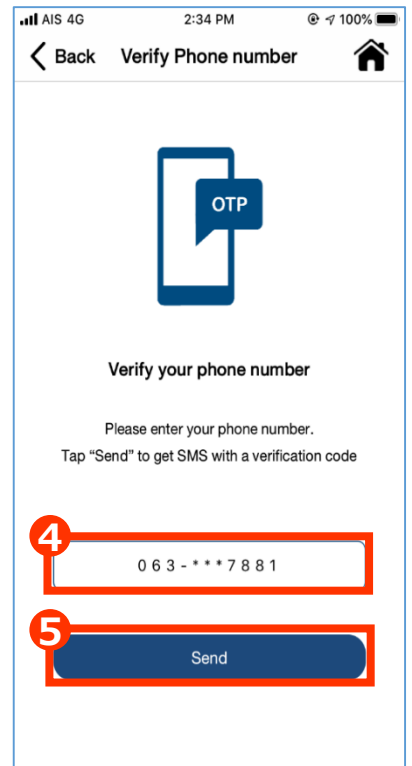 AIS 4G 2:34 PM 100%
Back Verify Phone number
OTP
Verify your phone number
Please enter your phone number.
Tap “Send” to get SMS with a verification code
4
063-***7881
5
Send